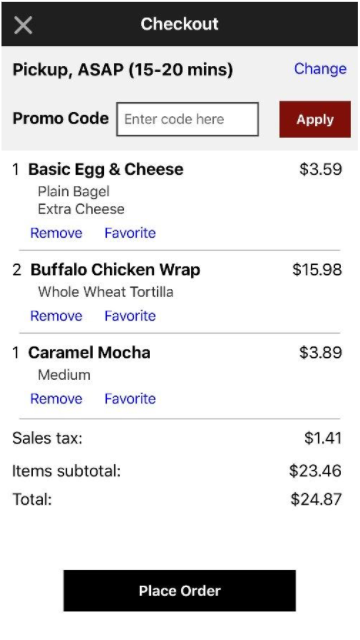 Checkout
Pickup, ASAP (15-20 mins) Change
Promo Code Enter code here Apply
1 Basic Egg & Cheese $3.59
Plain Bagel
Extra Cheese
Remove Favorite
2 Buffalo Chicken Wrap $15.98
Whole Wheat Tortilla
Remove Favorite
1 Caramel Mocha $3.89
Medium
Remove Favorite
Sales tax: $1.41
Items subtotal: $23.46
Total: $24.87
Place Order